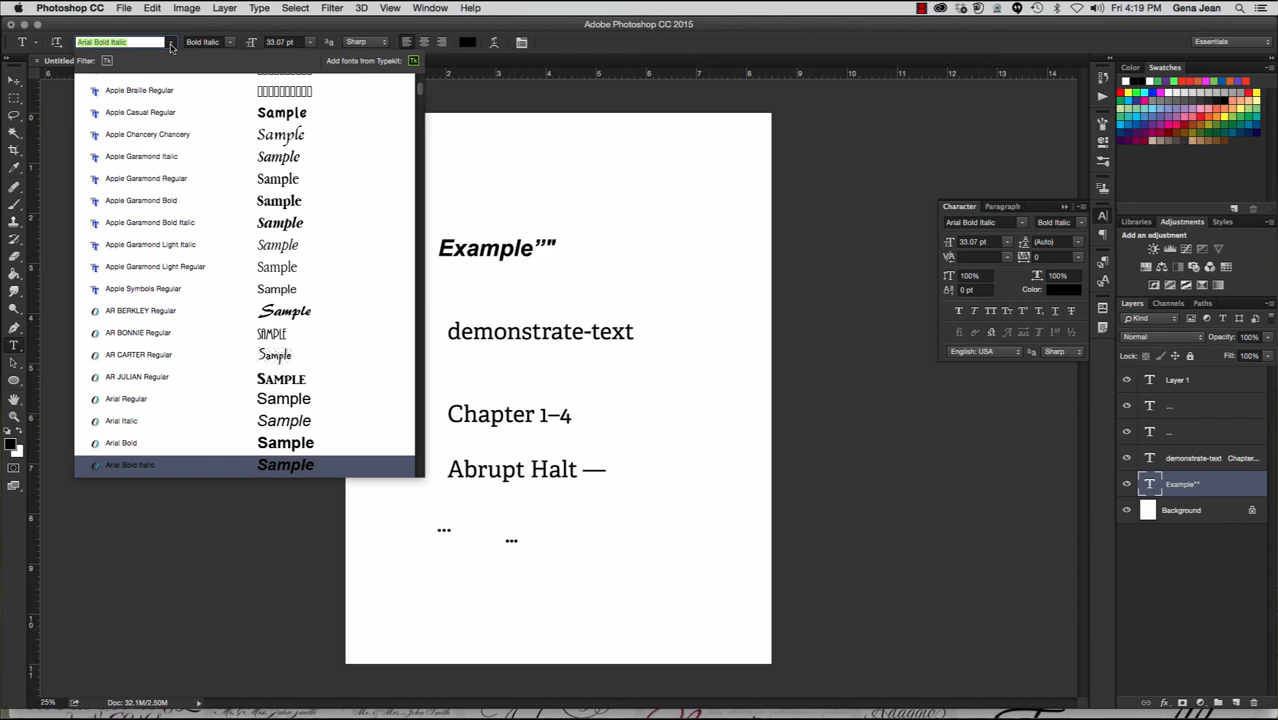 Photoshop CC File Edit Image Layer Type Select Filter 3D View Window Help Fri 4:19 PM Gena Jean
Adobe Photoshop CC 2015
Arial Bold Italic Bold Italic 33.07 pt Sharp Essentials
Untitled Filter: Add fonts from Typekit: Tk
Apple Braille Regular
Apple Casual Regular Sample
Apple Chancery Chancery Sample
Apple Garamond Italic Sample
Apple Garamond Regular Sample
Apple Garamond Bold Sample
Apple Garamond Bold Italic Sample
Apple Garamond Light Italic Sample
Apple Garamond Light Regular Sample
Apple Symbols Regular Sample
AR BERKLEY Regular Sample
AR BONNIE Regular SAMPLE
AR CARTER Regular Sample
AR JULIAN Regular SAMPLE
Arial Regular Sample
Arial Italic Sample
Arial Bold Sample
Arial Bold Italic Sample
Example”"
demonstrate-text
Chapter 1–4
Abrupt Halt —
...
...
Color Swatches
Character Paragraph
Arial Bold Italic Bold Italic
33.07 pt (Auto)
0
100% 100%
0 pt Color:
English: USA Sharp
Libraries Adjustments Styles
Add an adjustment
Layers Channels Paths
Kind
Normal Opacity: 100%
Lock: Fill: 100%
Layer 1
...
...
demonstrate-text Chapter...
Example”"
Background
25% Doc: 32.1M/2.50M